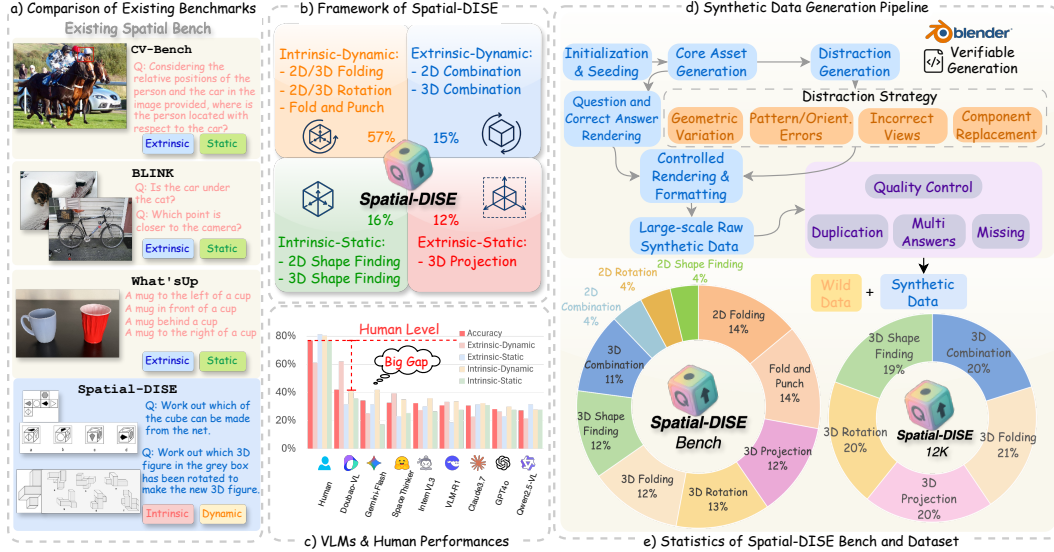 a) Comparison of Existing Benchmarks
Existing Spatial Bench
CV-Bench
Q: Considering the
relative positions of the
person and the car in the
image provided, where is
the person located with
respect to the car?
Extrinsic
Static
BLINK
Q: Is the car under
the cat?
Q: Which point is
closer to the camera?
Extrinsic
Static
What'sUp
A mug to the left of a cup
A mug in front of a cup
A mug behind a cup
A mug to the right of a cup
Extrinsic
Static
Spatial-DISE
Q: Work out which of
the cube can be made
from the net.
Q: Work out which 3D
figure in the grey box
has been rotated to
make the new 3D figure.
Intrinsic
Dynamic
b) Framework of Spatial-DISE
Intrinsic-Dynamic:
- 2D/3D Folding
- 2D/3D Rotation
- Fold and Punch
57%
Extrinsic-Dynamic:
- 2D Combination
- 3D Combination
15%
Spatial-DISE
16%
Intrinsic-Static:
- 2D Shape Finding
- 3D Shape Finding
12%
Extrinsic-Static:
- 3D Projection
80%
60%
40%
20%
0%
Human Level
Big Gap
Accuracy
Extrinsic-Dynamic
Extrinsic-Static
Intrinsic-Dynamic
Intrinsic-Static
Human
Doubao-VL
Gemini-Flash
SpaceThinker
InternVL3
VLM-R1
Claude3.7
GPT4o
Qwen2.5-VL
c) VLMs & Human Performances
d) Synthetic Data Generation Pipeline
blender
Verifiable
Generation
Initialization
& Seeding
Core Asset
Generation
Distraction
Generation
Question and
Correct Answer
Rendering
Distraction Strategy
Geometric
Variation
Pattern/Orient.
Errors
Incorrect
Views
Component
Replacement
Controlled
Rendering &
Formatting
Large-scale Raw
Synthetic Data
Quality Control
Duplication
Multi
Answers
Missing
Wild
Data
+
Synthetic
Data
2D Folding
14%
Fold and
Punch
14%
3D Projection
12%
3D Rotation
13%
3D Folding
12%
3D Shape
Finding
12%
3D
Combination
11%
2D
Combination
4%
2D Rotation
4%
2D Shape Finding
4%
Spatial-DISE
Bench
3D
Combination
20%
3D Folding
21%
3D
Projection
20%
3D Rotation
20%
3D Shape
Finding
19%
Spatial-DISE
12K
e) Statistics of Spatial-DISE Bench and Dataset